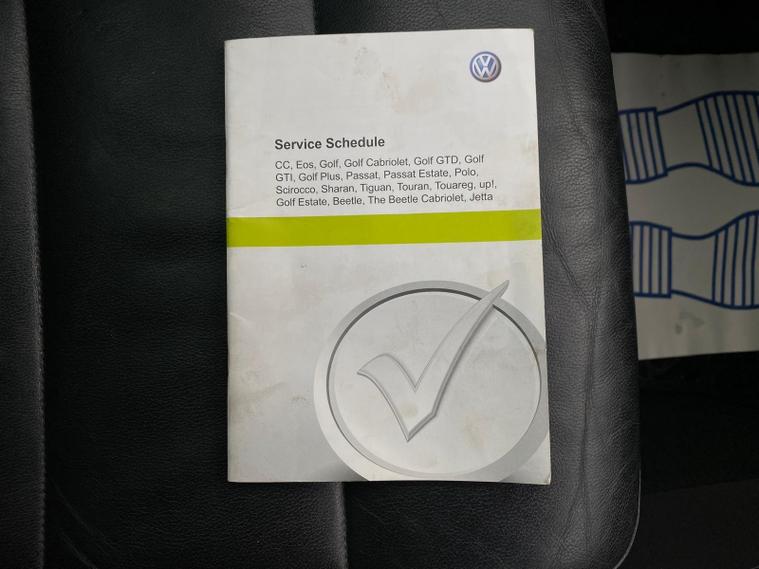 Service Schedule
CC, Eos, Golf, Golf Cabriolet, Golf GTD, Golf
GTI, Golf Plus, Passat, Passat Estate, Polo,
Scirocco, Sharan, Tiguan, Touran, Touareg, up!,
Golf Estate, Beetle, The Beetle Cabriolet, Jetta